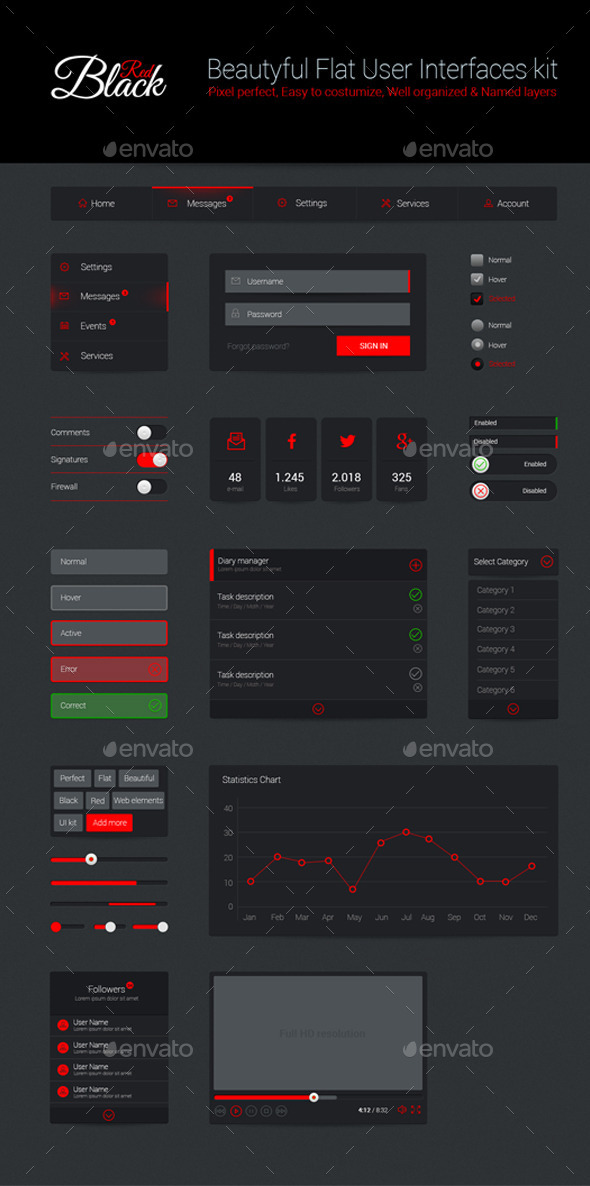 Red
Black
Beautyful Flat User Interfaces kit
Pixel perfect, Easy to costumize, Well organized & Named layers
envato envato
Home Messages Settings Services Account
Settings
Messages
Events
Services
Username
Password
Forgot password? SIGN IN
Normal
Hover
Normal
Hover
Comments
Signatures
Firewall
48
e-mail
1.245
Likes
2.018
Followers
325
Fans
Enabled
Disabled
Enabled
Disabled
envato envato
Normal
Hover
Active
Error
Correct
Diary manager
Lorem ipsum dolor sit amet
Task description
Time / Day / Moth / Year
Task description
Time / Day / Moth / Year
Task description
Time / Day / Moth / Year
Select Category
Category 1
Category 2
Category 3
Category 4
Category 5
Category 6
envato envato
Perfect Flat Beautiful
Black Red Web elements
UI kit Add more
Statistics Chart
40
30
20
10
0
Jan Feb Mar Apr May Jun Jul Aug Sep Oct Nov Dec
Followers
Lorem ipsum dolor sit amet
User Name
Lorem ipsum dolor sit amet
User Name
Lorem ipsum dolor sit amet
User Name
Lorem ipsum dolor sit amet
User Name
Lorem ipsum dolor sit amet
Full HD resolution
4:12 / 8:32
envato envato